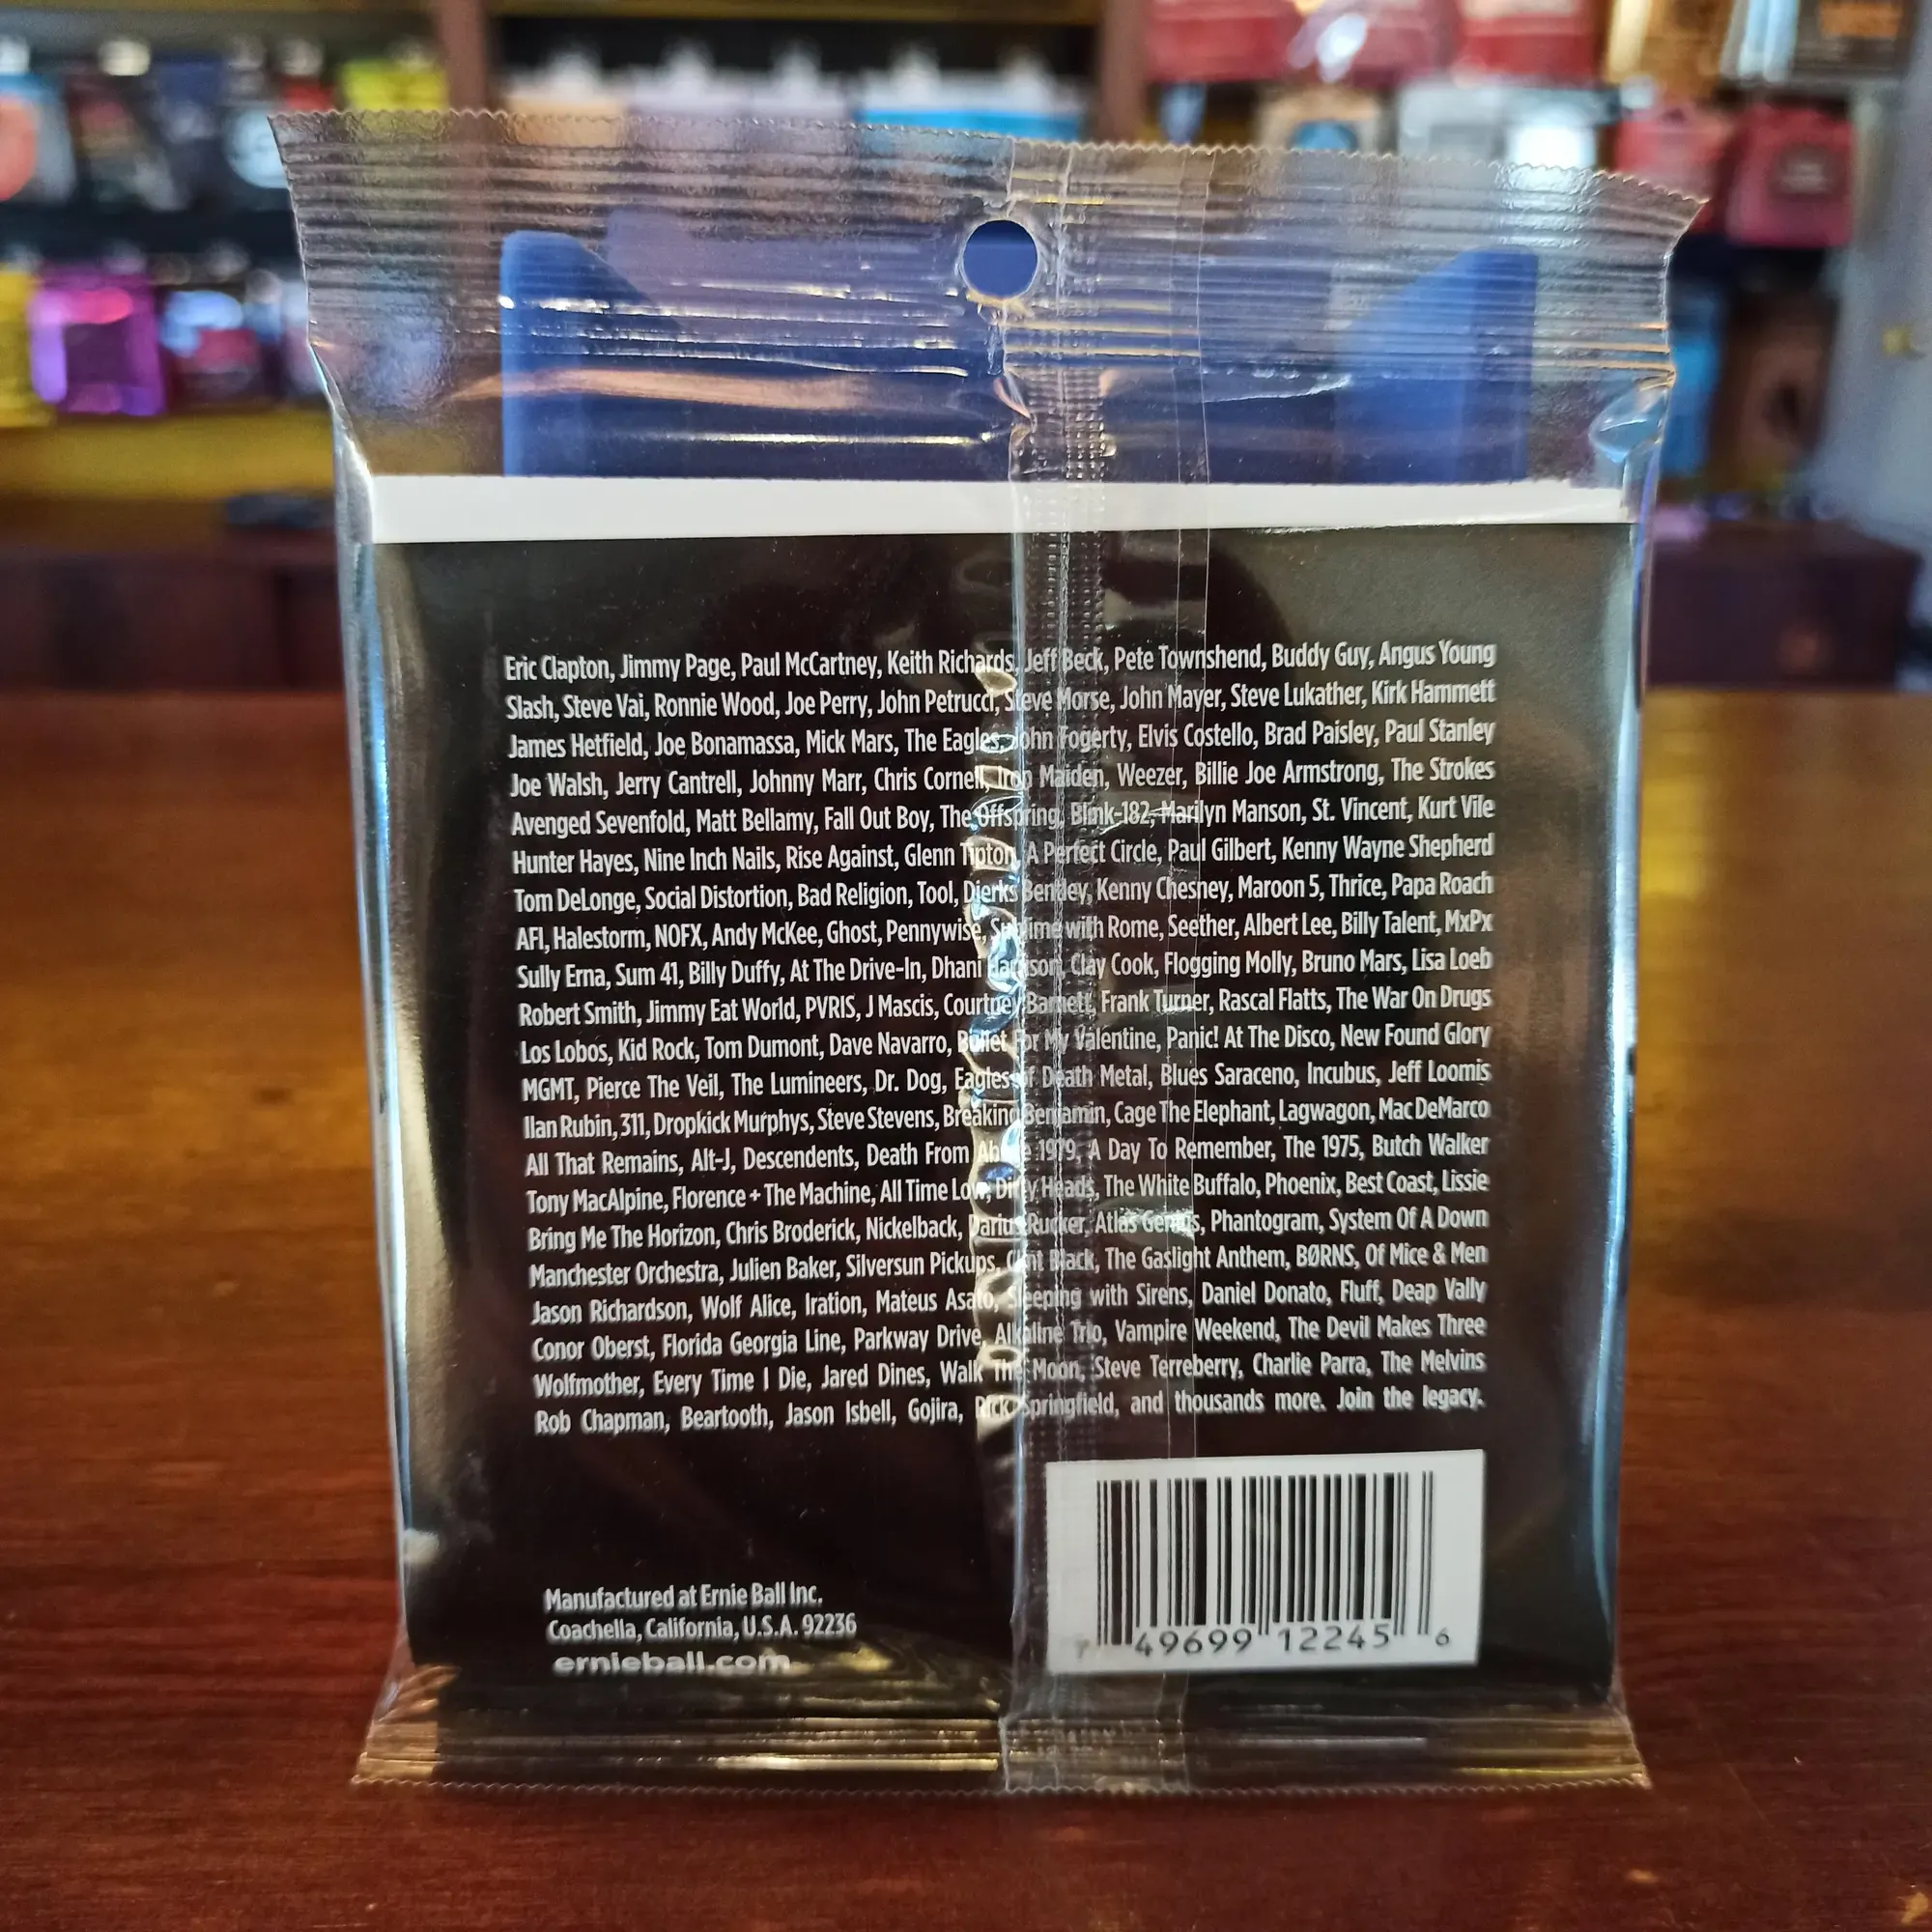 Eric Clapton, Jimmy Page, Paul McCartney, Keith Richards, Jeff Beck, Pete Townshend, Buddy Guy, Angus Young
Slash, Steve Vai, Ronnie Wood, Joe Perry, John Petrucci, Steve Morse, John Mayer, Steve Lukather, Kirk Hammett
James Hetfield, Joe Bonamassa, Mick Mars, The Eagles, John Fogerty, Elvis Costello, Brad Paisley, Paul Stanley
Joe Walsh, Jerry Cantrell, Johnny Marr, Chris Cornell, Iron Maiden, Weezer, Billie Joe Armstrong, The Strokes
Avenged Sevenfold, Matt Bellamy, Fall Out Boy, The Offspring, Blink-182, Marilyn Manson, St. Vincent, Kurt Vile
Hunter Hayes, Nine Inch Nails, Rise Against, Glenn Tipton, A Perfect Circle, Paul Gilbert, Kenny Wayne Shepherd
Tom DeLonge, Social Distortion, Bad Religion, Tool, Dierks Bentley, Kenny Chesney, Maroon 5, Thrice, Papa Roach
AFI, Halestorm, NOFX, Andy McKee, Ghost, Pennywise, Sublime with Rome, Seether, Albert Lee, Billy Talent, MxPx
Sully Erna, Sum 41, Billy Duffy, At The Drive-In, Dhani Harrison, Clay Cook, Flogging Molly, Bruno Mars, Lisa Loeb
Robert Smith, Jimmy Eat World, PVRIS, J Mascis, Courtney Barnett, Frank Turner, Rascal Flatts, The War On Drugs
Los Lobos, Kid Rock, Tom Dumont, Dave Navarro, Bullet For My Valentine, Panic! At The Disco, New Found Glory
MGMT, Pierce The Veil, The Lumineers, Dr. Dog, Eagles of Death Metal, Blues Saraceno, Incubus, Jeff Loomis
Ilan Rubin, 311, Dropkick Murphys, Steve Stevens, Breaking Benjamin, Cage The Elephant, Lagwagon, Mac DeMarco
All That Remains, Alt-J, Descendents, Death From Above 1979, A Day To Remember, The 1975, Butch Walker
Tony MacAlpine, Florence + The Machine, All Time Low, Dirty Heads, The White Buffalo, Phoenix, Best Coast, Lissie
Bring Me The Horizon, Chris Broderick, Nickelback, Darius Rucker, Atlas Genius, Phantogram, System Of A Down
Manchester Orchestra, Julien Baker, Silversun Pickups, Clint Black, The Gaslight Anthem, BØRNS, Of Mice & Men
Jason Richardson, Wolf Alice, Iration, Mateus Asato, Sleeping with Sirens, Daniel Donato, Fluff, Deap Vally
Conor Oberst, Florida Georgia Line, Parkway Drive, Alkaline Trio, Vampire Weekend, The Devil Makes Three
Wolfmother, Every Time I Die, Jared Dines, Walk The Moon, Steve Terreberry, Charlie Parra, The Melvins
Rob Chapman, Beartooth, Jason Isbell, Gojira, Rick Springfield, and thousands more. Join the legacy.
Manufactured at Ernie Ball Inc.
Coachella, California, U.S.A. 92236
ernieball.com
7 49699 12245 6